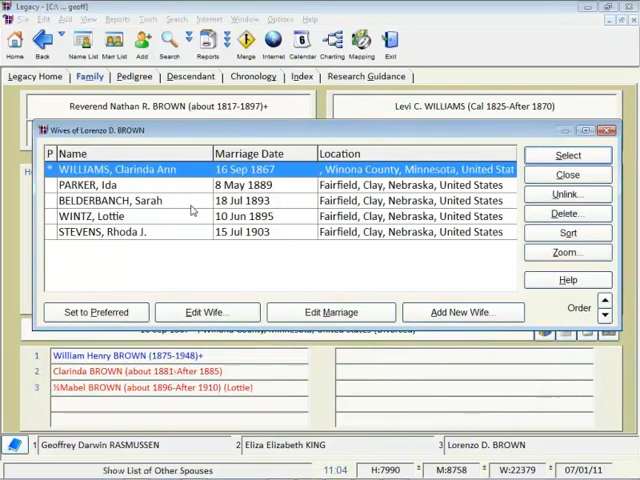 Legacy - [C:\ ... geoff]
File Edit Add View Reports Tools Search Internet Window Options Help
Home Back Name List Marr List Add Search Reports Merge Internet Calendar Charting Mapping Exit
Legacy Home Family Pedigree Descendant Chronology Index Research Guidance
Reverend Nathan R. BROWN (about 1817-1897)+ Levi C. WILLIAMS (Cal 1825-After 1870)
Wives of Lorenzo D. BROWN
P Name Marriage Date Location
* WILLIAMS, Clarinda Ann 16 Sep 1867 , Winona County, Minnesota, United Stat
PARKER, Ida 8 May 1889 Fairfield, Clay, Nebraska, United States
BELDERBANCH, Sarah 18 Jul 1893 Fairfield, Clay, Nebraska, United States
WINTZ, Lottie 10 Jun 1895 Fairfield, Clay, Nebraska, United States
STEVENS, Rhoda J. 15 Jul 1903 Fairfield, Clay, Nebraska, United States
Select
Close
Unlink...
Delete...
Sort
Zoom...
Help
Order
Set to Preferred Edit Wife... Edit Marriage Add New Wife...
1 William Henry BROWN (1875-1948)+
2 Clarinda BROWN (about 1881-After 1885)
3 ½Mabel BROWN (about 1896-After 1910) (Lottie)
1 Geoffrey Darwin RASMUSSEN 2 Eliza Elizabeth KING 3 Lorenzo D. BROWN
Show List of Other Spouses 11:04 H:7990 M:8758 W:22379 07/01/11